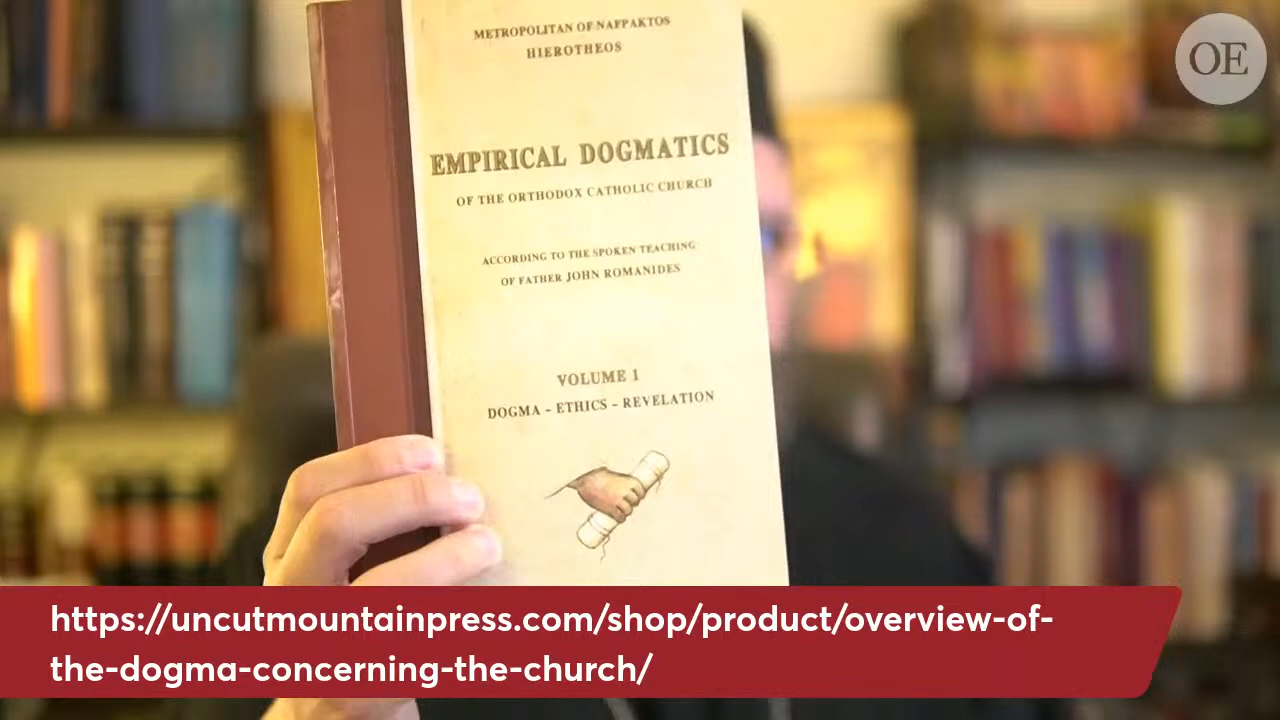 METROPOLITAN OF NAFPAKTOS
HIEROTHEOS
EMPIRICAL DOGMATICS
OF THE ORTHODOX CATHOLIC CHURCH
ACCORDING TO THE SPOKEN TEACHING
OF FATHER JOHN ROMANIDES
VOLUME 1
DOGMA – ETHICS – REVELATION
OE
https://uncutmountainpress.com/shop/product/overview-of-
the-dogma-concerning-the-church/